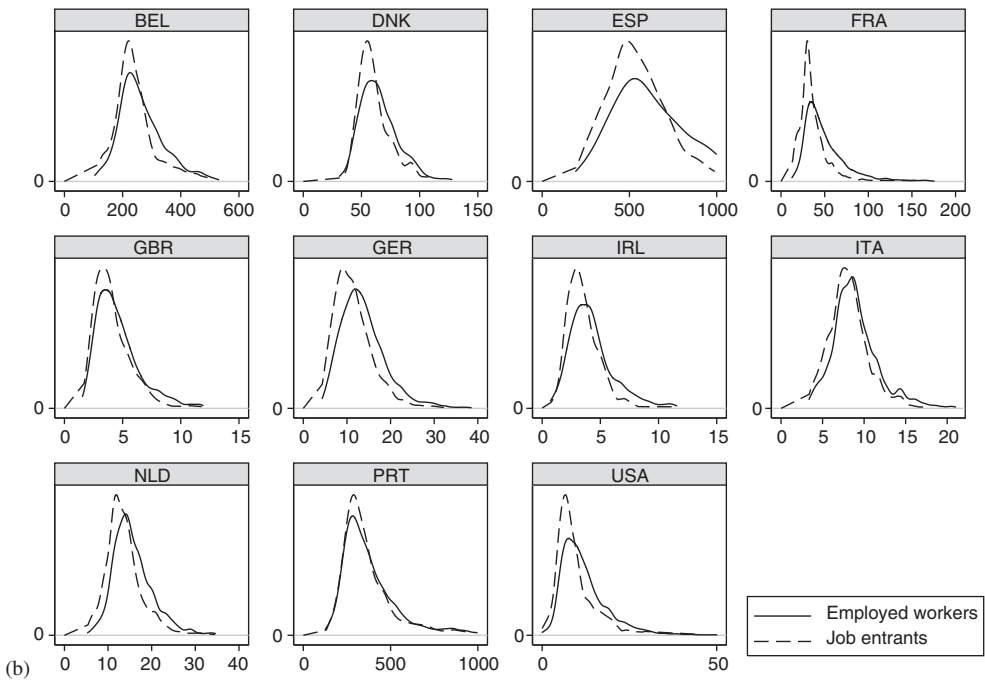 BEL DNK ESP FRA
0 0 0 0
0 200 400 600 0 50 100 150 0 500 1000 0 50 100 150 200
GBR GER IRL ITA
0 0 0 0
0 5 10 15 0 10 20 30 40 0 5 10 15 0 5 10 15 20
NLD PRT USA
Employed workers
0 0 0 Job entrants
(b) 0 10 20 30 40 0 500 1000 0 50